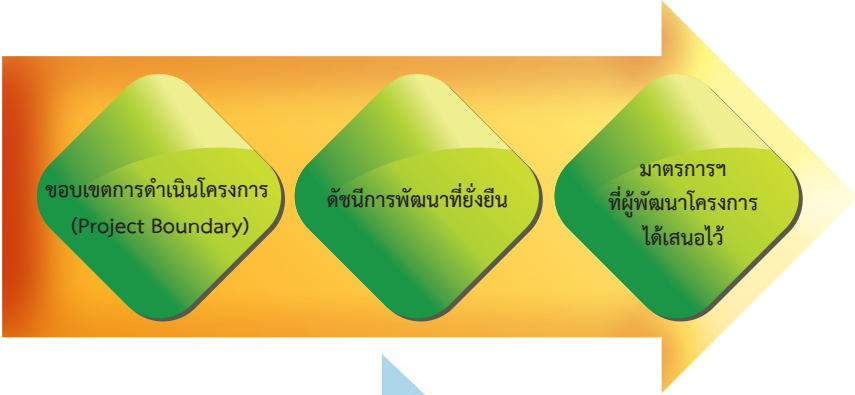 ขอบเขตการดำเนินโครงการ
(Project Boundary)
ดัชนีการพัฒนาที่ยั่งยืน
มาตรการฯ
ที่ผู้พัฒนาโครงการ
ได้เสนอไว้